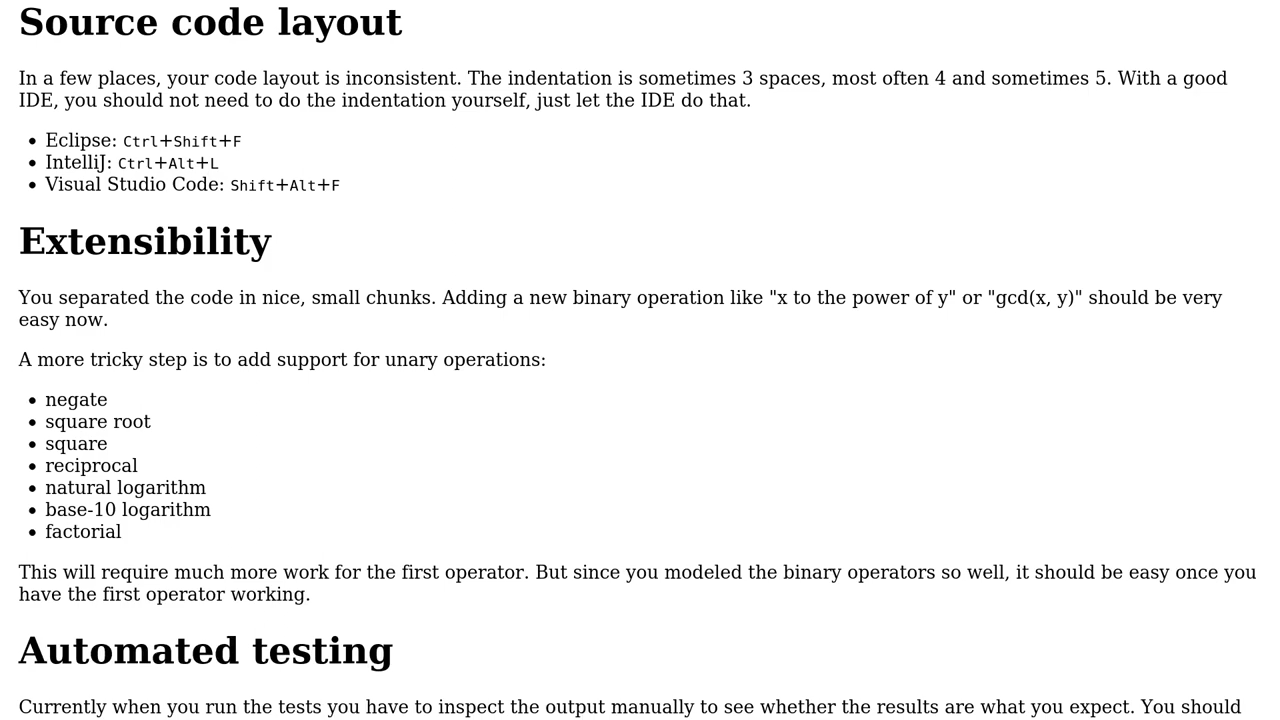 Source code layout
In a few places, your code layout is inconsistent. The indentation is sometimes 3 spaces, most often 4 and sometimes 5. With a good
IDE, you should not need to do the indentation yourself, just let the IDE do that.
• Eclipse: Ctrl+Shift+F
• IntelliJ: Ctrl+Alt+L
• Visual Studio Code: Shift+Alt+F
Extensibility
You separated the code in nice, small chunks. Adding a new binary operation like "x to the power of y" or "gcd(x, y)" should be very
easy now.
A more tricky step is to add support for unary operations:
• negate
• square root
• square
• reciprocal
• natural logarithm
• base-10 logarithm
• factorial
This will require much more work for the first operator. But since you modeled the binary operators so well, it should be easy once you
have the first operator working.
Automated testing
Currently when you run the tests you have to inspect the output manually to see whether the results are what you expect. You should